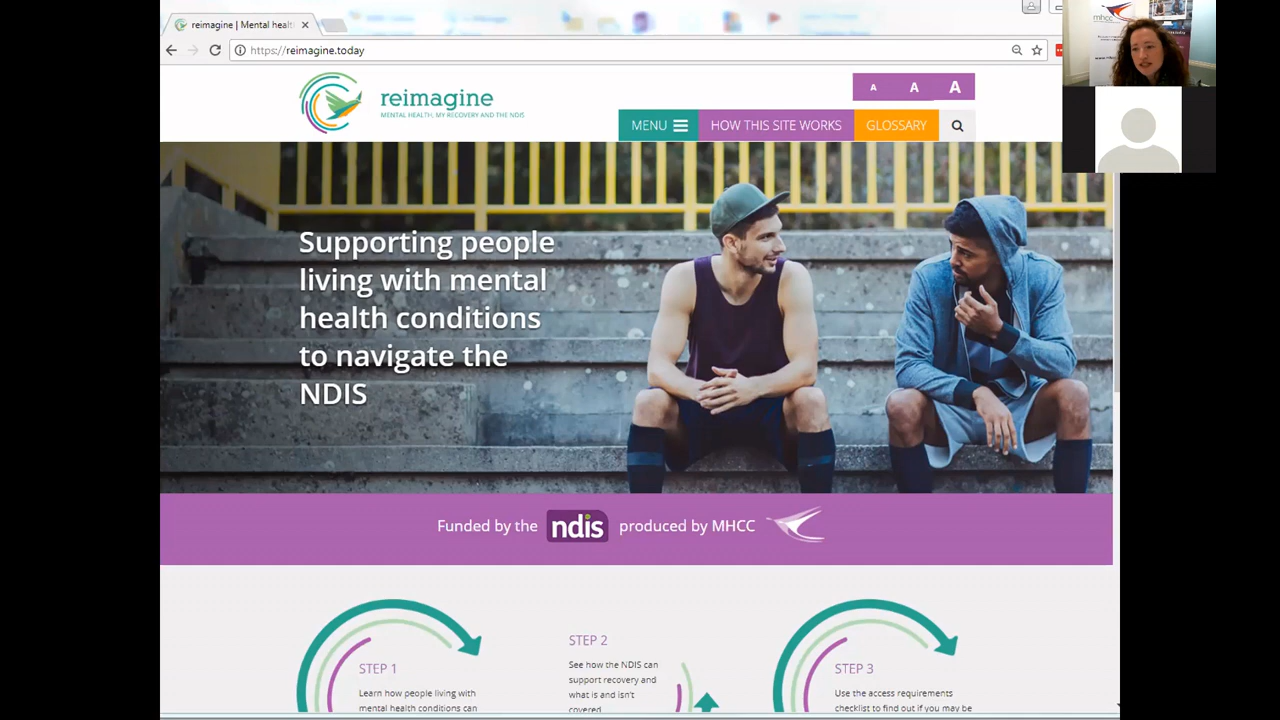 reimagine | Mental healt
https://reimagine.today
mhcc
reimagine
MENTAL HEALTH, MY RECOVERY AND THE NDIS
A A A
MENU
HOW THIS SITE WORKS
GLOSSARY
Supporting people
living with mental
health conditions
to navigate the
NDIS
Funded by the ndis produced by MHCC
STEP 1
Learn how people living with
mental health conditions can
STEP 2
See how the NDIS can
support recovery and
what is and isn't
covered
STEP 3
Use the access requirements
checklist to find out if you may be